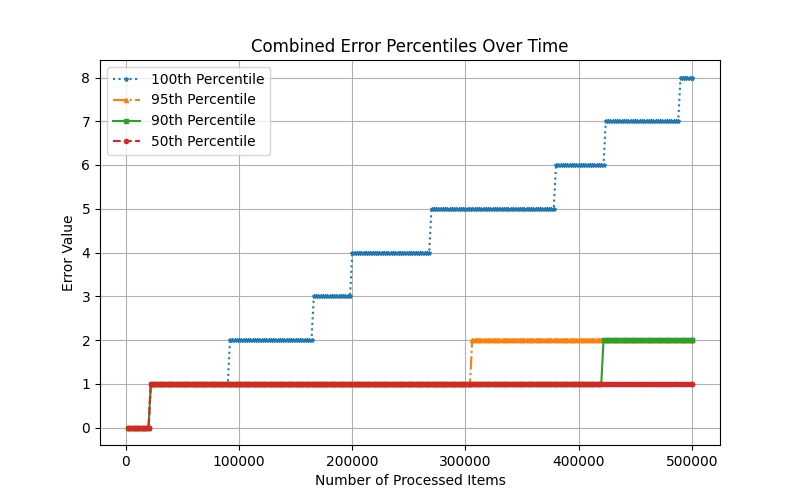 Combined Error Percentiles Over Time
100th Percentile
95th Percentile
90th Percentile
50th Percentile
Error Value
8
7
6
5
4
3
2
1
0
0 100000 200000 300000 400000 500000
Number of Processed Items